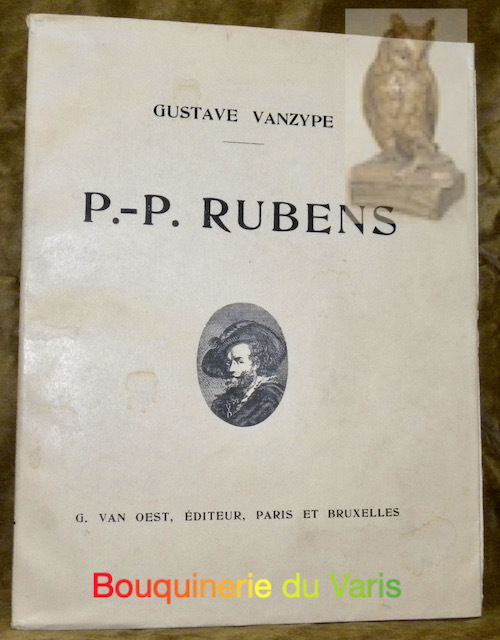 GUSTAVE VANZYPE
P.-P. RUBENS
G. VAN OEST, ÉDITEUR, PARIS ET BRUXELLES
Bouquinerie du Varis